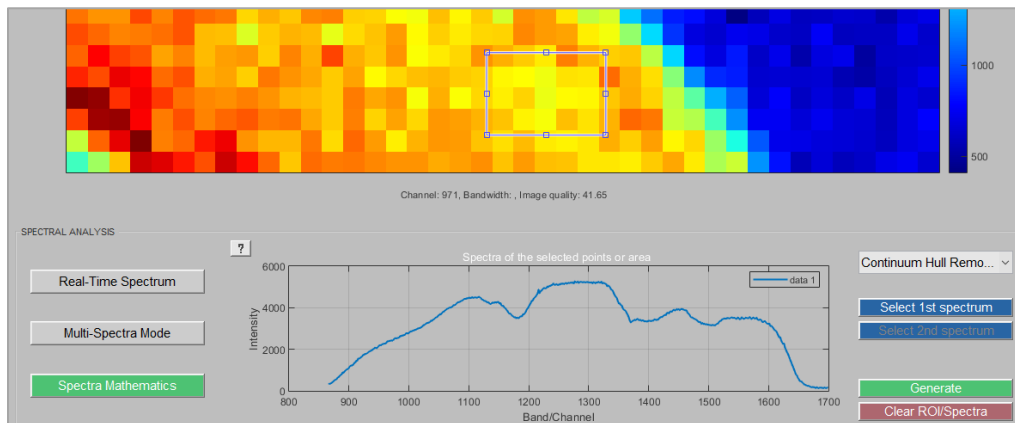 1000
500
Channel: 971, Bandwidth: , Image quality: 41.65
SPECTRAL ANALYSIS
?
Real-Time Spectrum
Multi-Spectra Mode
Spectra Mathematics
Spectra of the selected points or area
data 1
6000
4000
2000
0
Intensity
800 900 1000 1100 1200 1300 1400 1500 1600 1700
Band/Channel
Continuum Hull Remo...
Select 1st spectrum
Select 2nd spectrum
Generate
Clear ROI/Spectra